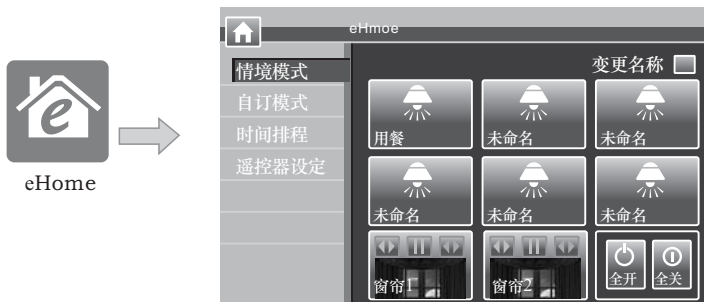 e
eHome
eHmoe
情境模式
自订模式
时间排程
遥控器设定
变更名称
用餐
未命名
未命名
未命名
未命名
未命名
窗帘1
窗帘2
全开
全关